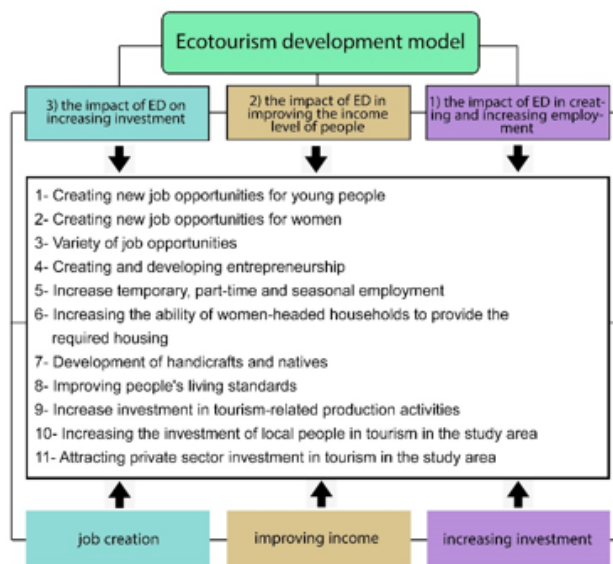 Ecotourism development model
3) the impact of ED on
increasing investment
2) the impact of ED in
improving the income
level of people
1) the impact of ED in creat-
ing and increasing employ-
ment
1- Creating new job opportunities for young people
2- Creating new job opportunities for women
3- Variety of job opportunities
4- Creating and developing entrepreneurship
5- Increase temporary, part-time and seasonal employment
6- Increasing the ability of women-headed households to provide the
required housing
7- Development of handicrafts and natives
8- Improving people's living standards
9- Increase investment in tourism-related production activities
10- Increasing the investment of local people in tourism in the study area
11- Attracting private sector investment in tourism in the study area
job creation
improving income
increasing investment